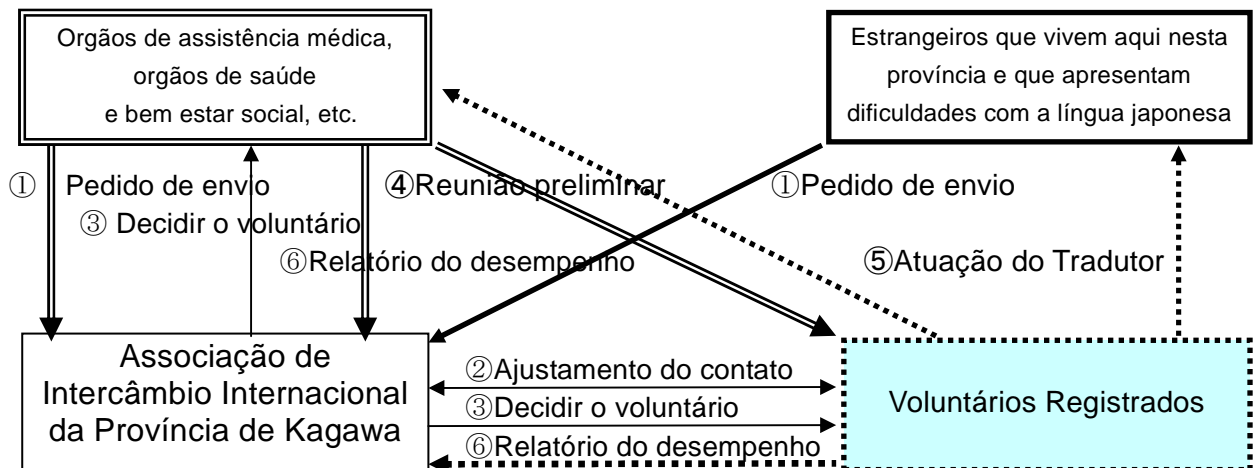 Orgãos de assistência médica,
orgãos de saúde
e bem estar social, etc.
Estrangeiros que vivem aqui nesta
província e que apresentam
dificuldades com a língua japonesa
① Pedido de envio
④Reunião preliminar
①Pedido de envio
③ Decidir o voluntário
⑥Relatório do desempenho
⑤Atuação do Tradutor
Associação de
Intercâmbio Internacional
da Província de Kagawa
②Ajustamento do contato
③Decidir o voluntário
⑥Relatório do desempenho
Voluntários Registrados